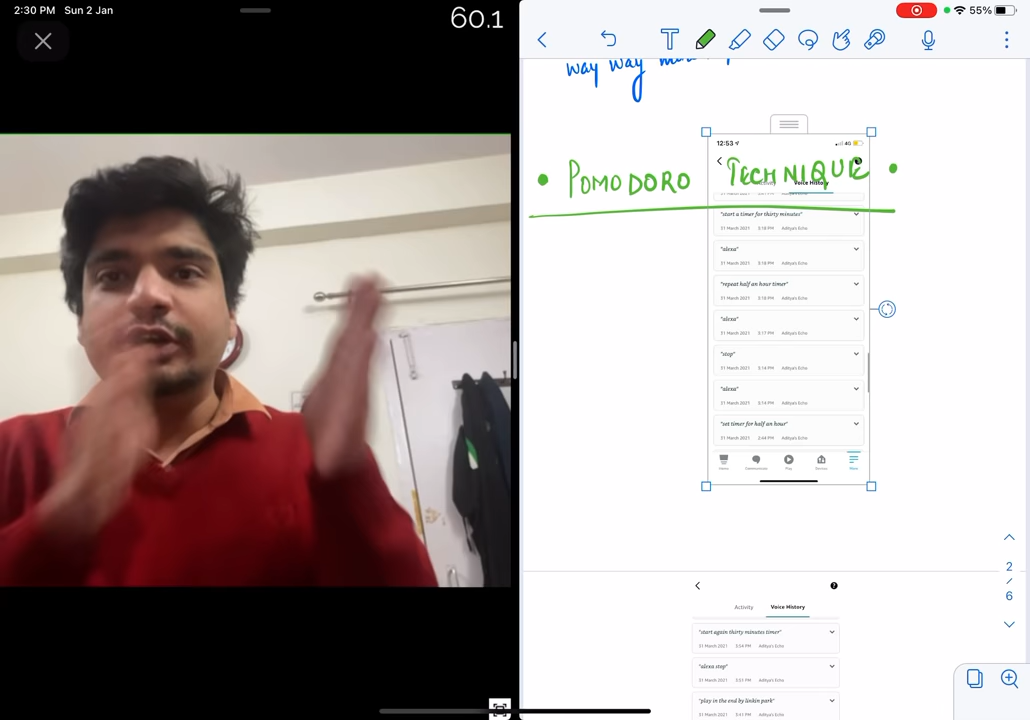 2:30 PM Sun 2 Jan
60.1
55%
way way
• POMODORO TECHNIQUE •
12:53
4G
Voice History
"start a timer for thirty minutes"
31 March 2021 5:18 PM Aditya's Echo
"alexa"
31 March 2021 5:18 PM Aditya's Echo
"repeat half an hour timer"
31 March 2021 5:18 PM Aditya's Echo
"alexa"
31 March 2021 5:17 PM Aditya's Echo
"stop"
31 March 2021 5:14 PM Aditya's Echo
"alexa"
31 March 2021 5:14 PM Aditya's Echo
"set timer for half an hour"
31 March 2021 2:44 PM Aditya's Echo
Home Communicate Play Devices More
2
/
6
Activity Voice History
"start again thirty minutes timer"
31 March 2021 3:54 PM Aditya's Echo
"alexa stop"
31 March 2021 3:51 PM Aditya's Echo
"play in the end by linkin park"
31 March 2021 3:41 PM Aditya's Echo